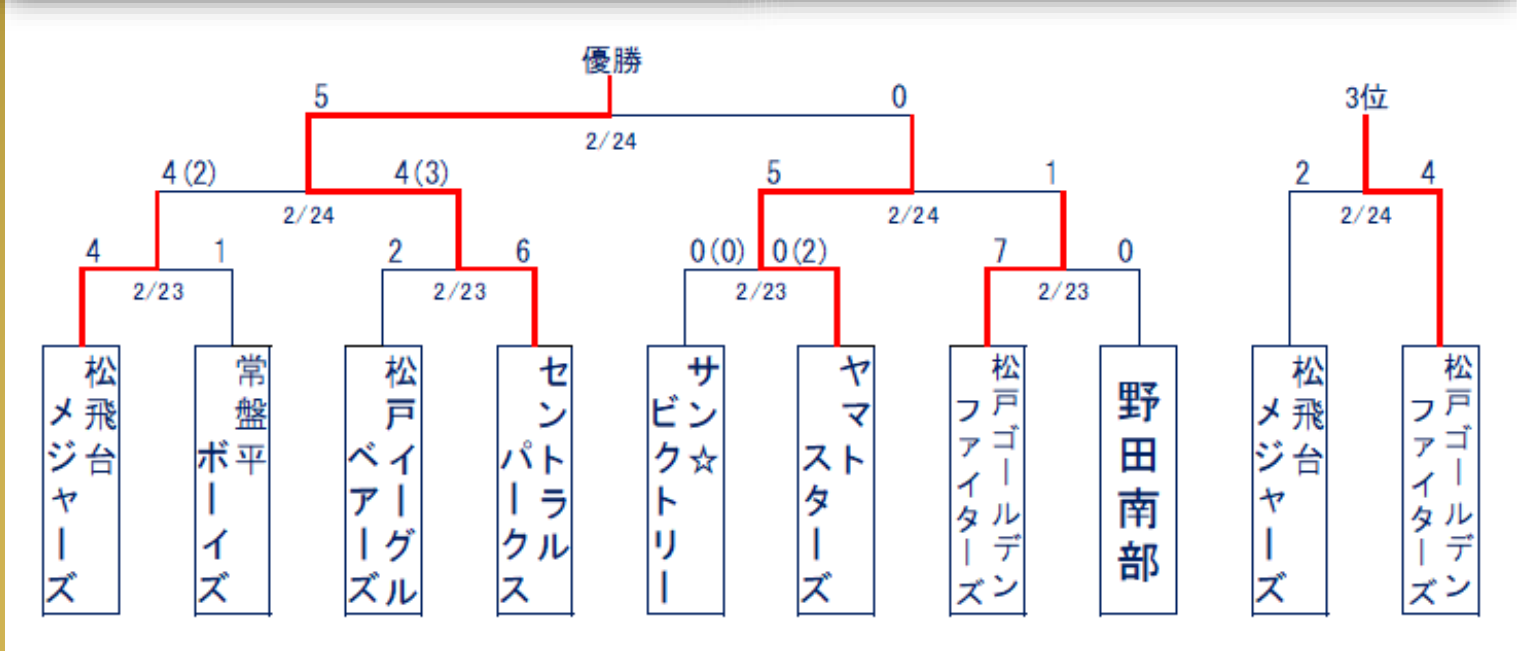 優勝
5 0 3位
2/24
4(2) 4(3) 5 1 2 4
2/24 2/24 2/24
4 1 2 6 0(0) 0(2) 7 0
2/23 2/23 2/23 2/23
松飛台
メジャーズ
常盤平
ボーイズ
松戸イーグル
ベアーズ
セントラル
パークス
サン☆
ビクトリー
ヤマト
スターズ
松戸ゴールデン
ファイターズ
野田南部
松飛台
メジャーズ
松戸ゴールデン
ファイターズ